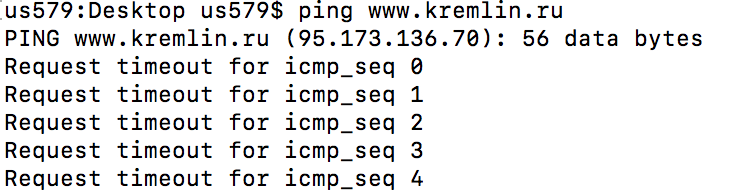 us579:Desktop us579$ ping www.kremlin.ru
PING www.kremlin.ru (95.173.136.70): 56 data bytes
Request timeout for icmp_seq 0
Request timeout for icmp_seq 1
Request timeout for icmp_seq 2
Request timeout for icmp_seq 3
Request timeout for icmp_seq 4